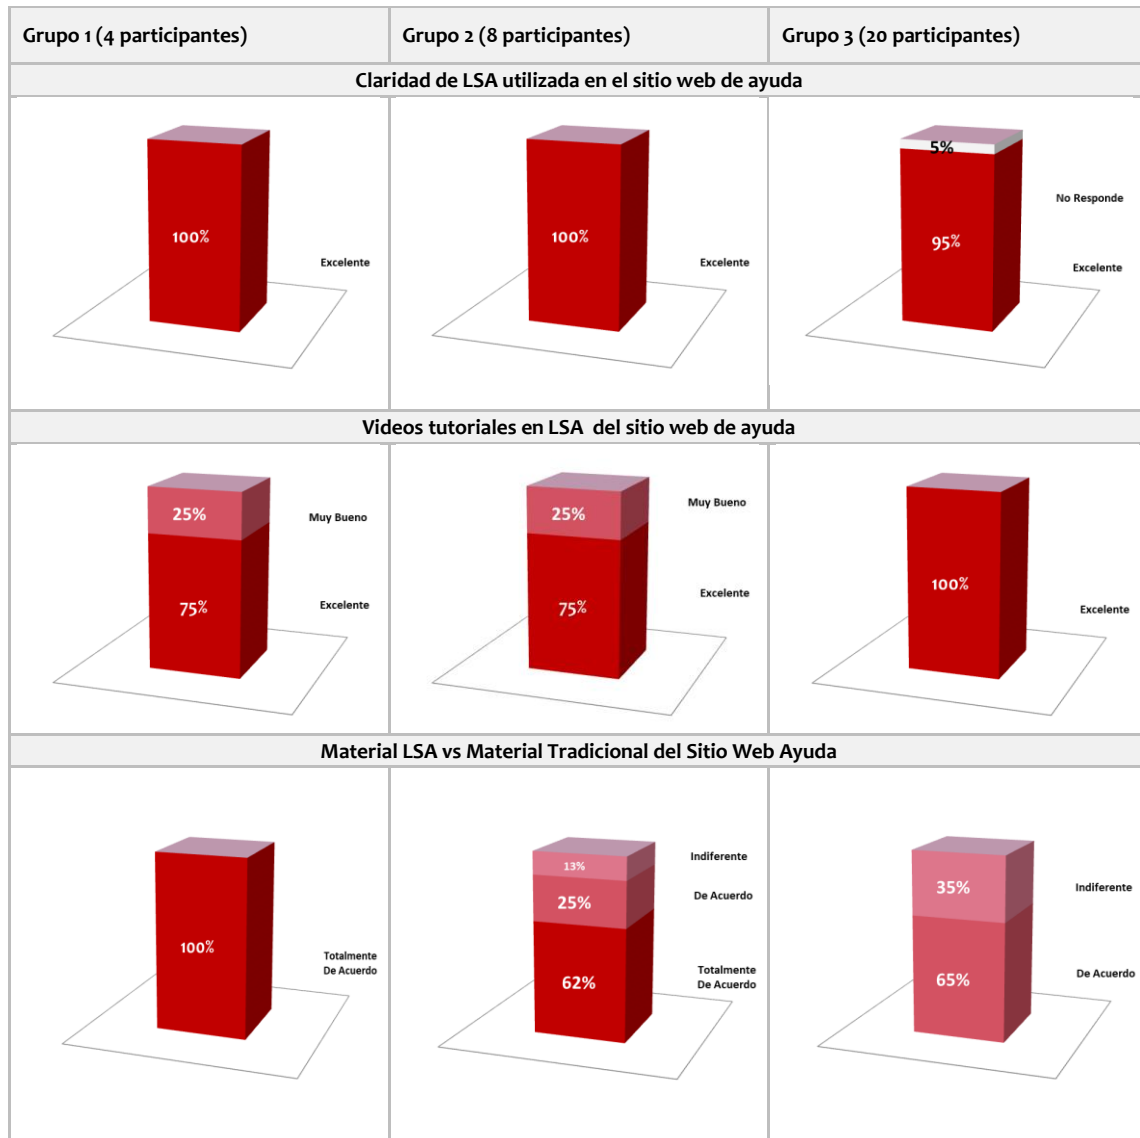 Grupo 1 (4 participantes)
Grupo 2 (8 participantes)
Grupo 3 (20 participantes)
Claridad de LSA utilizada en el sitio web de ayuda
100%
Excelente
100%
Excelente
5%
No Responde
95%
Excelente
Videos tutoriales en LSA del sitio web de ayuda
25%
Muy Bueno
75%
Excelente
25%
Muy Bueno
75%
Excelente
100%
Excelente
Material LSA vs Material Tradicional del Sitio Web Ayuda
100%
Totalmente
De Acuerdo
13%
Indiferente
25%
De Acuerdo
62%
Totalmente
De Acuerdo
35%
Indiferente
65%
De Acuerdo